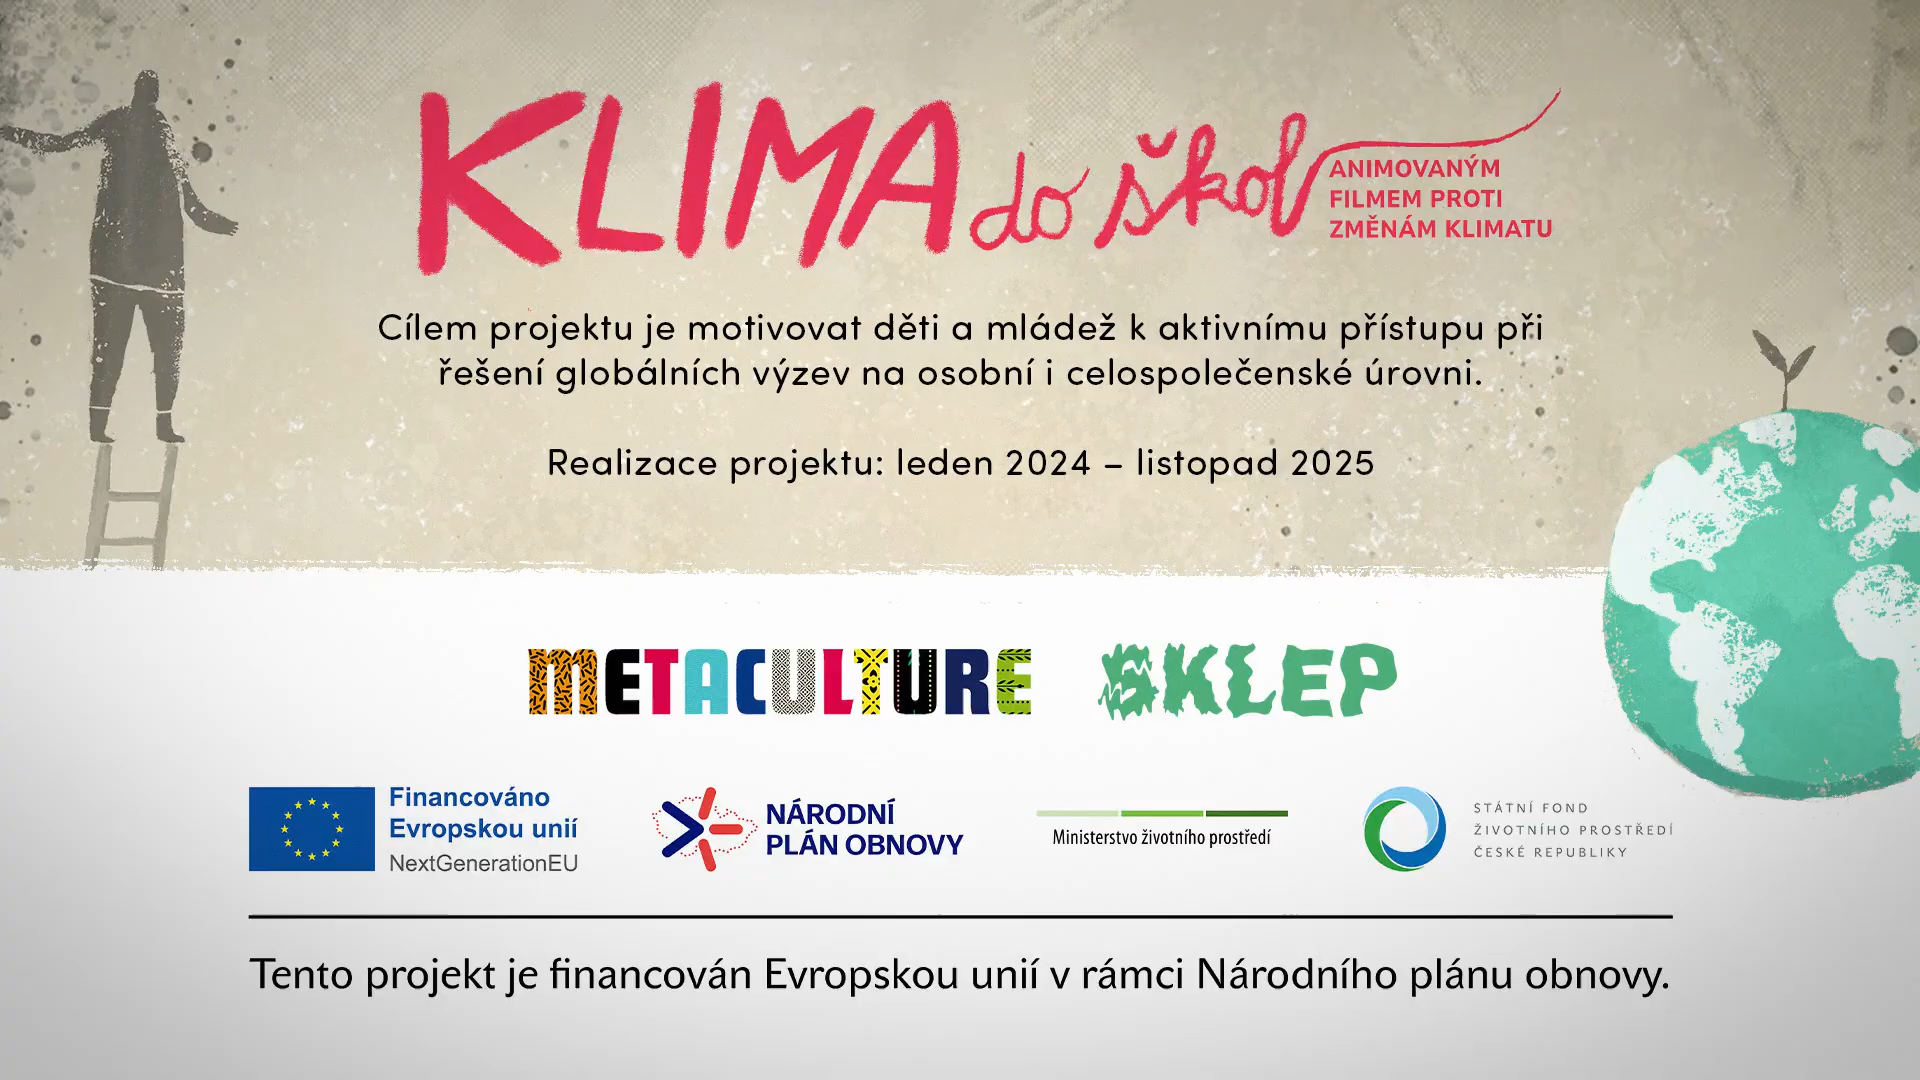 KLIMA do škol
ANIMOVANÝM
FILMEM PROTI
ZMĚNÁM KLIMATU
Cílem projektu je motivovat děti a mládež k aktivnímu přístupu při
řešení globálních výzev na osobní i celospolečenské úrovni.
Realizace projektu: leden 2024 – listopad 2025
METACULTURE
SKLEP
Financováno
Evropskou unií
NextGenerationEU
NÁRODNÍ
PLÁN OBNOVY
Ministerstvo životního prostředí
STÁTNÍ FOND
ŽIVOTNÍHO PROSTŘEDÍ
ČESKÉ REPUBLIKY
Tento projekt je financován Evropskou unií v rámci Národního plánu obnovy.